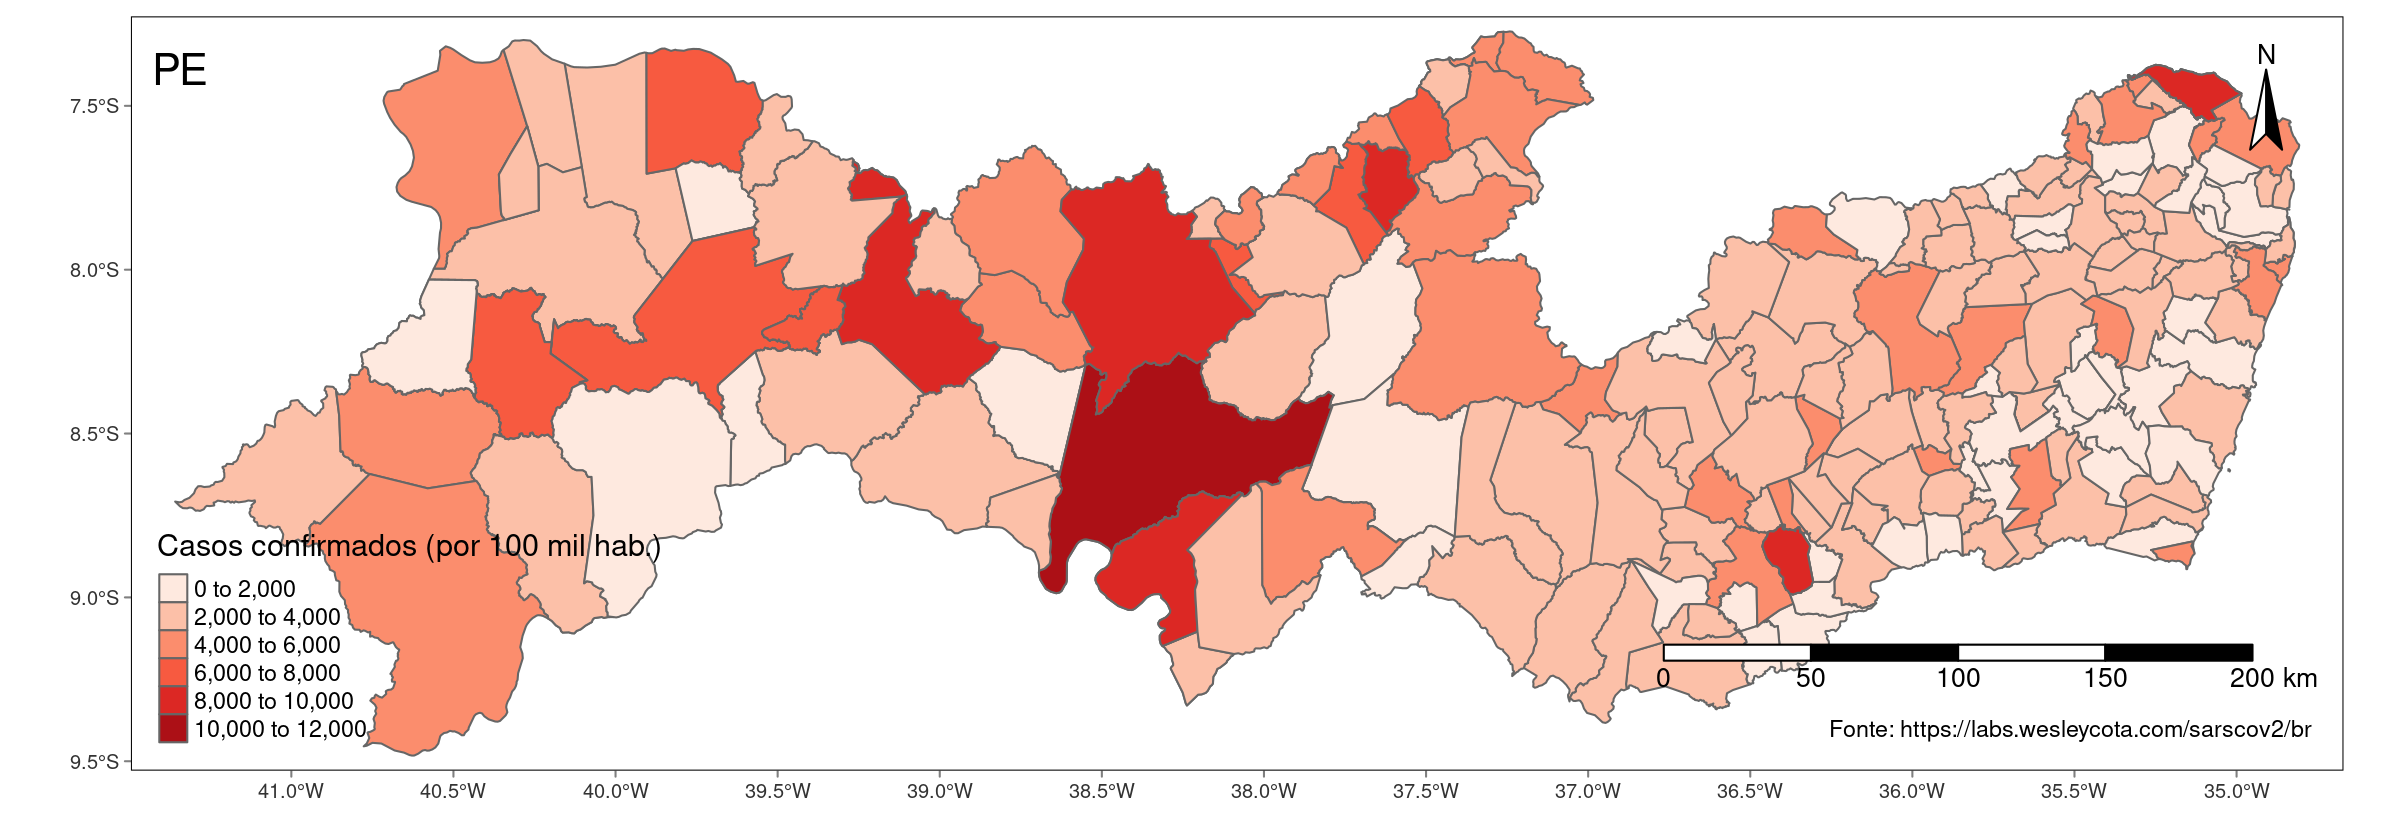 PE
N
7.5°S
8.0°S
8.5°S
9.0°S
9.5°S
Casos confirmados (por 100 mil hab.)
0 to 2,000
2,000 to 4,000
4,000 to 6,000
6,000 to 8,000
8,000 to 10,000
10,000 to 12,000
0 50 100 150 200 km
Fonte: https://labs.wesleycota.com/sarscov2/br
41.0°W 40.5°W 40.0°W 39.5°W 39.0°W 38.5°W 38.0°W 37.5°W 37.0°W 36.5°W 36.0°W 35.5°W 35.0°W